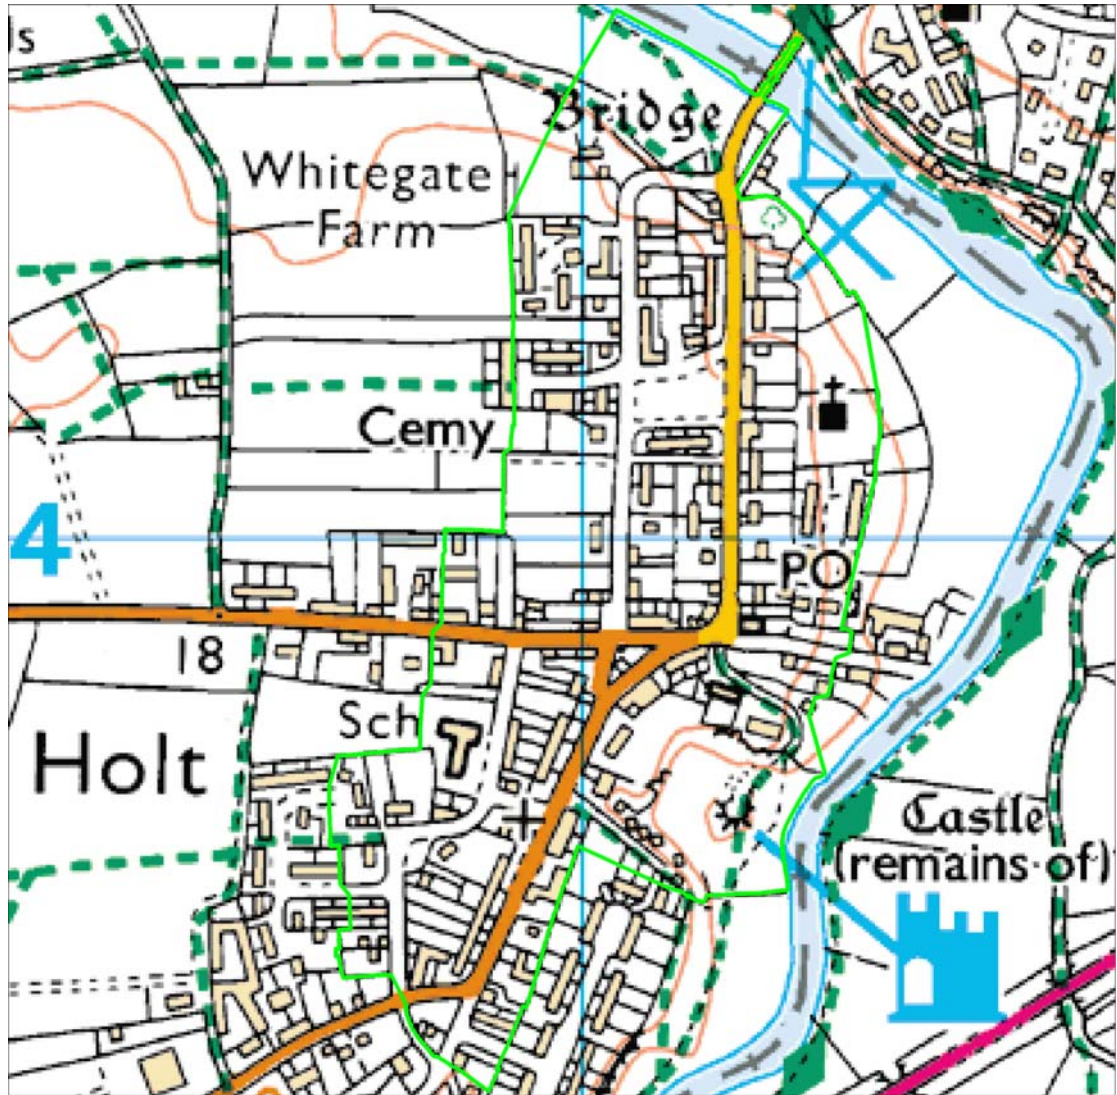 ls
Bridge
Whitegate
Farm
Cemy
4
PO
18
Sch
Holt
Castle
(remains of)